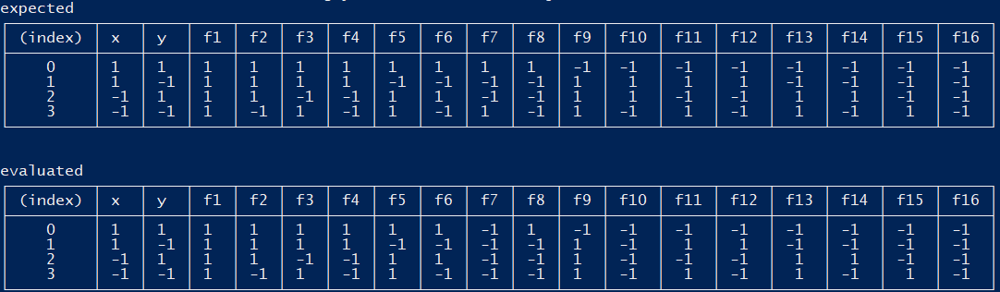 expected
(index) x y f1 f2 f3 f4 f5 f6 f7 f8 f9 f10 f11 f12 f13 f14 f15 f16
0 1 1 1 1 1 1 1 1 1 1 -1 -1 -1 -1 -1 -1 -1 -1
1 1 -1 1 1 1 1 -1 -1 -1 -1 1 1 1 1 -1 -1 -1 -1
2 -1 1 1 1 -1 -1 1 1 -1 -1 1 1 -1 -1 1 1 -1 -1
3 -1 -1 1 -1 1 -1 1 -1 1 -1 1 -1 1 -1 1 -1 1 -1
evaluated
(index) x y f1 f2 f3 f4 f5 f6 f7 f8 f9 f10 f11 f12 f13 f14 f15 f16
0 1 1 1 1 1 1 1 1 -1 1 -1 -1 -1 -1 -1 -1 -1 -1
1 1 -1 1 1 1 1 -1 -1 -1 -1 1 -1 1 1 -1 -1 -1 -1
2 -1 1 1 1 -1 -1 1 1 -1 -1 1 -1 -1 -1 1 1 -1 -1
3 -1 -1 1 -1 1 -1 1 -1 -1 -1 1 -1 1 -1 1 -1 1 -1